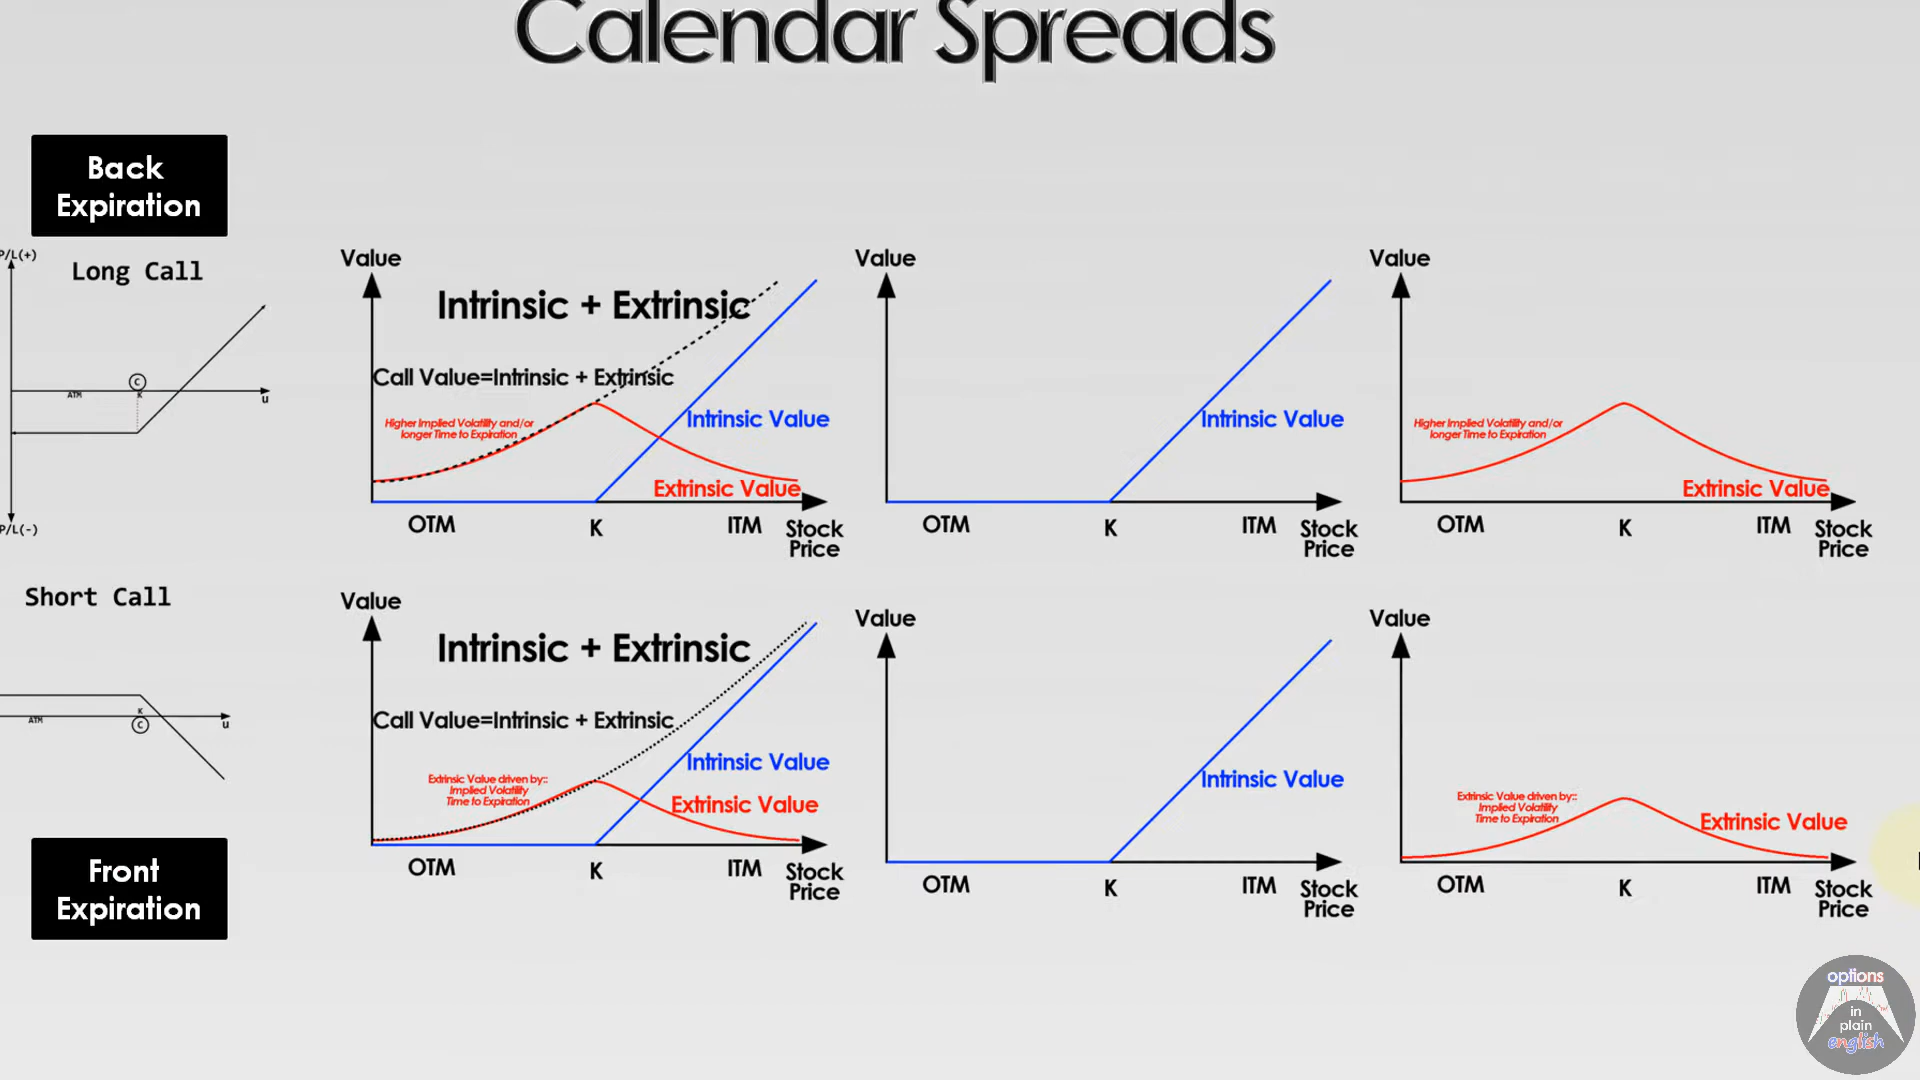 Calendar Spreads
Back
Expiration
P/L(+)
Long Call
C
ATM
K
u
P/L(-)
Value
Intrinsic + Extrinsic
Call Value=Intrinsic + Extrinsic
Higher Implied Volatility and/or
longer Time to Expiration
Intrinsic Value
Extrinsic Value
OTM
K
ITM
Stock
Price
Value
Intrinsic Value
OTM
K
ITM
Stock
Price
Value
Higher Implied Volatility and/or
longer Time to Expiration
Extrinsic Value
OTM
K
ITM
Stock
Price
Short Call
K
ATM
C
u
Value
Intrinsic + Extrinsic
Call Value=Intrinsic + Extrinsic
Extrinsic Value driven by::
Implied Volatility
Time to Expiration
Intrinsic Value
Extrinsic Value
OTM
K
ITM
Stock
Price
Value
Intrinsic Value
OTM
K
ITM
Stock
Price
Value
Extrinsic Value driven by::
Implied Volatility
Time to Expiration
Extrinsic Value
OTM
K
ITM
Stock
Price
Front
Expiration
options
in
plain
english